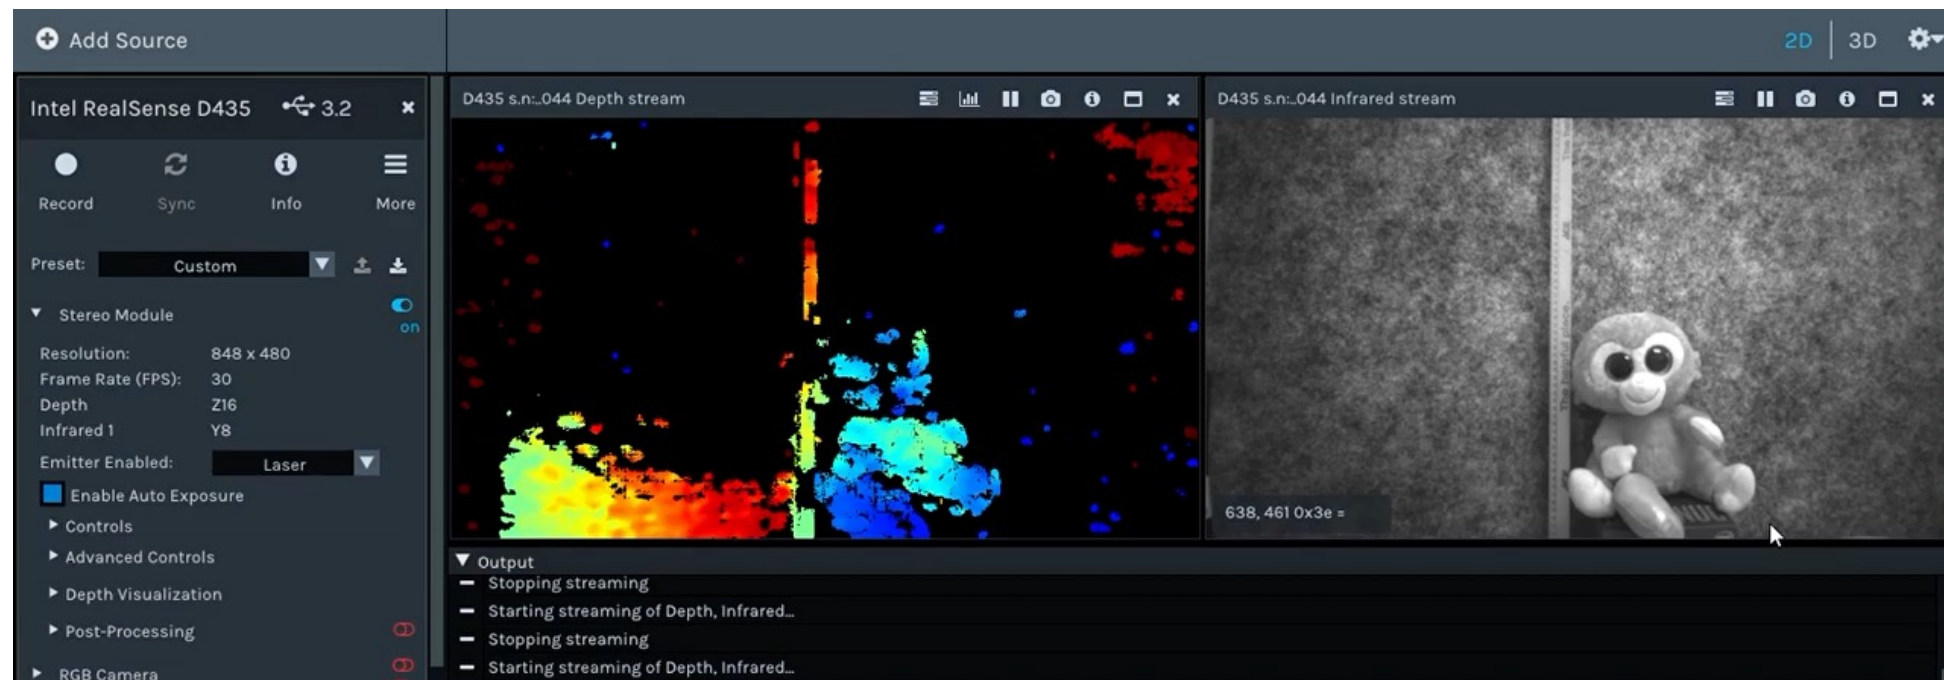 Add Source
2D | 3D
Intel RealSense D435 3.2
Record Sync Info More
Preset: Custom
Stereo Module
on
Resolution: 848 x 480
Frame Rate (FPS): 30
Depth Z16
Infrared 1 Y8
Emitter Enabled: Laser
Enable Auto Exposure
Controls
Advanced Controls
Depth Visualization
Post-Processing
RGB Camera
D435 s.n:..044 Depth stream
D435 s.n:..044 Infrared stream
638, 461 0x3e =
Output
Stopping streaming
Starting streaming of Depth, Infrared...
Stopping streaming
Starting streaming of Depth, Infrared...